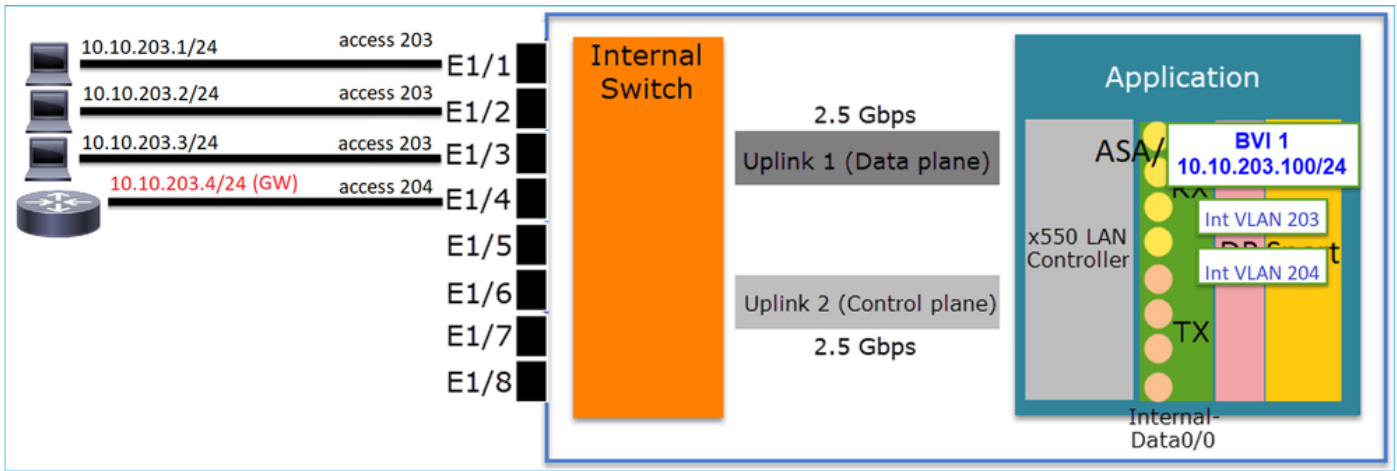 10.10.203.1/24
access 203
E1/1
10.10.203.2/24
access 203
E1/2
10.10.203.3/24
access 203
E1/3
10.10.203.4/24 (GW)
access 204
E1/4
E1/5
E1/6
E1/7
E1/8
Internal
Switch
2.5 Gbps
Uplink 1 (Data plane)
Uplink 2 (Control plane)
2.5 Gbps
Application
ASA/
BVI 1
10.10.203.100/24
RX
Int VLAN 203
x550 LAN
Controller
Int VLAN 204
TX
Internal-
Data0/0